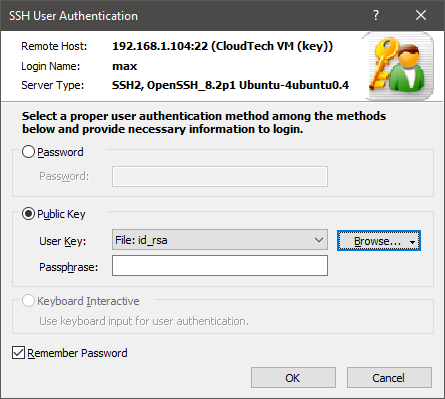 SSH User Authentication
Remote Host: 192.168.1.104:22 (CloudTech VM (key))
Login Name: max
Server Type: SSH2, OpenSSH_8.2p1 Ubuntu-4ubuntu0.4
Select a proper user authentication method among the methods
below and provide necessary information to login.
Password
Password:
Public Key
User Key: File: id_rsa Browse...
Passphrase:
Keyboard Interactive
Use keyboard input for user authentication.
Remember Password
OK Cancel